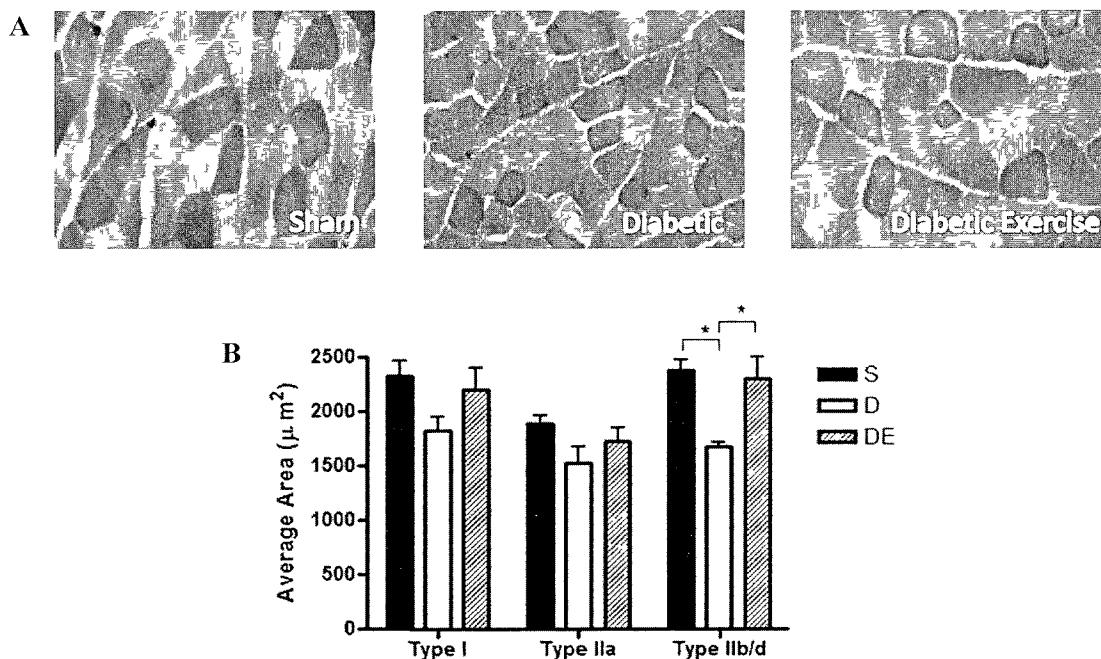 A
Sham
Diabetic
Diabetic Exercise
B
Average Area (μ m²)
2500
2000
1500
1000
500
0
* *
Type I Type IIa Type IIb/d
S
D
DE